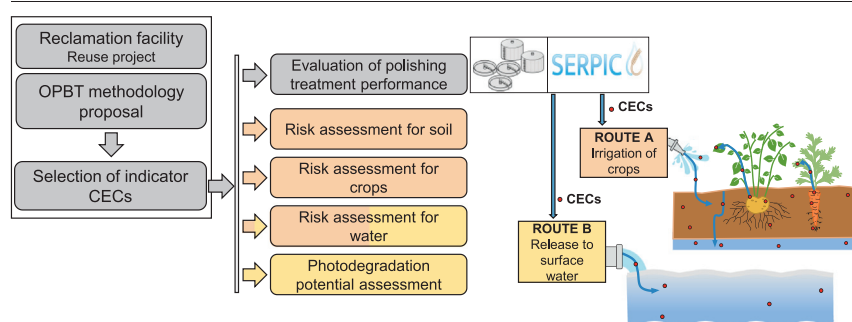 Reclamation facility
Reuse project
OPBT methodology
proposal
Selection of indicator
CECs
Evaluation of polishing
treatment performance
Risk assessment for soil
Risk assessment for
crops
Risk assessment for
water
Photodegradation
potential assessment
SERPIC
CECs
ROUTE A
Irrigation of
crops
CECs
ROUTE B
Release to
surface
water